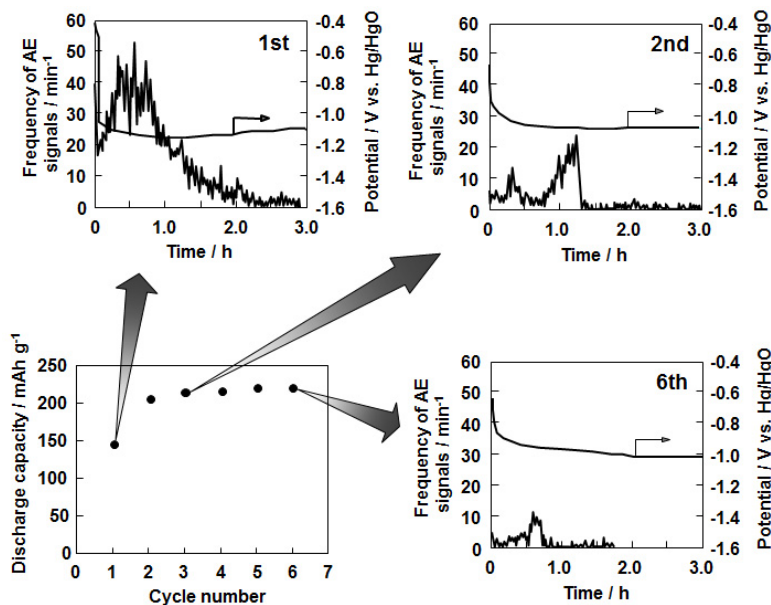 1st
Frequency of AE
signals / min⁻¹
60
50
40
30
20
10
0
-0.4
-0.6
-0.8
-1.0
-1.2
-1.4
-1.6
Potential / V vs. Hg/HgO
0 1.0 2.0 3.0
Time / h
2nd
Frequency of AE
signals / min⁻¹
60
50
40
30
20
10
0
-0.4
-0.6
-0.8
-1.0
-1.2
-1.4
-1.6
Potential / V vs. Hg/HgO
0 1.0 2.0 3.0
Time / h
Discharge capacity / mAh g⁻¹
250
200
150
100
50
0
0 1 2 3 4 5 6 7
Cycle number
6th
Frequency of AE
signals / min⁻¹
60
50
40
30
20
10
0
-0.4
-0.6
-0.8
-1.0
-1.2
-1.4
-1.6
Potential / V vs. Hg/HgO
0 1.0 2.0 3.0
Time / h